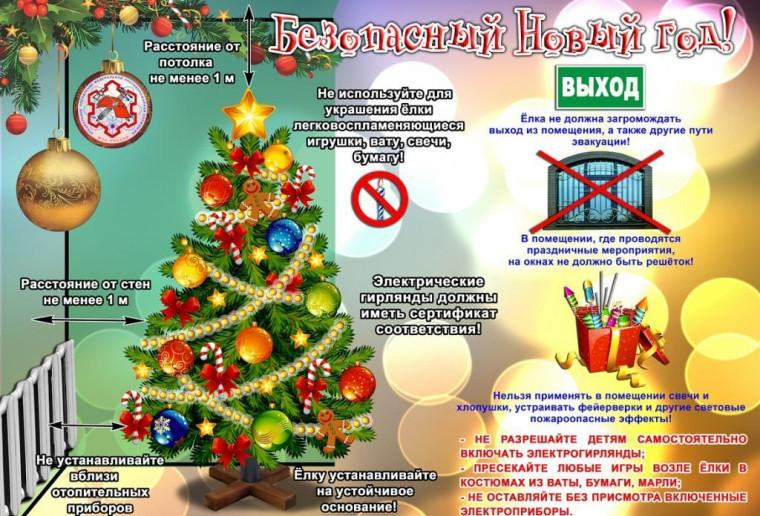 Безопасный Новый год!
Расстояние от
потолка
не менее 1 м
Не используйте для
украшения ёлки
легковоспламеняющиеся
игрушки, вату, свечи,
бумагу!
ВЫХОД
Ёлка не должна загромождать
выход из помещения, а также другие пути
эвакуации!
В помещении, где проводятся
праздничные мероприятия,
на окнах не должно быть решёток!
Расстояние от стен
не менее 1 м
Электрические
гирлянды должны
иметь сертификат
соответствия!
Нельзя применять в помещении свечи и
хлопушки, устраивать фейерверки и другие световые
пожароопасные эффекты!
Не устанавливайте
вблизи
отопительных
приборов
Ёлку устанавливайте
на устойчивое
основание!
- НЕ РАЗРЕШАЙТЕ ДЕТЯМ САМОСТОЯТЕЛЬНО
ВКЛЮЧАТЬ ЭЛЕКТРОГИРЛЯНДЫ;
- ПРЕСЕКАЙТЕ ЛЮБЫЕ ИГРЫ ВОЗЛЕ ЁЛКИ В
КОСТЮМАХ ИЗ ВАТЫ, БУМАГИ, МАРЛИ;
- НЕ ОСТАВЛЯЙТЕ БЕЗ ПРИСМОТРА ВКЛЮЧЕННЫЕ
ЭЛЕКТРОПРИБОРЫ.